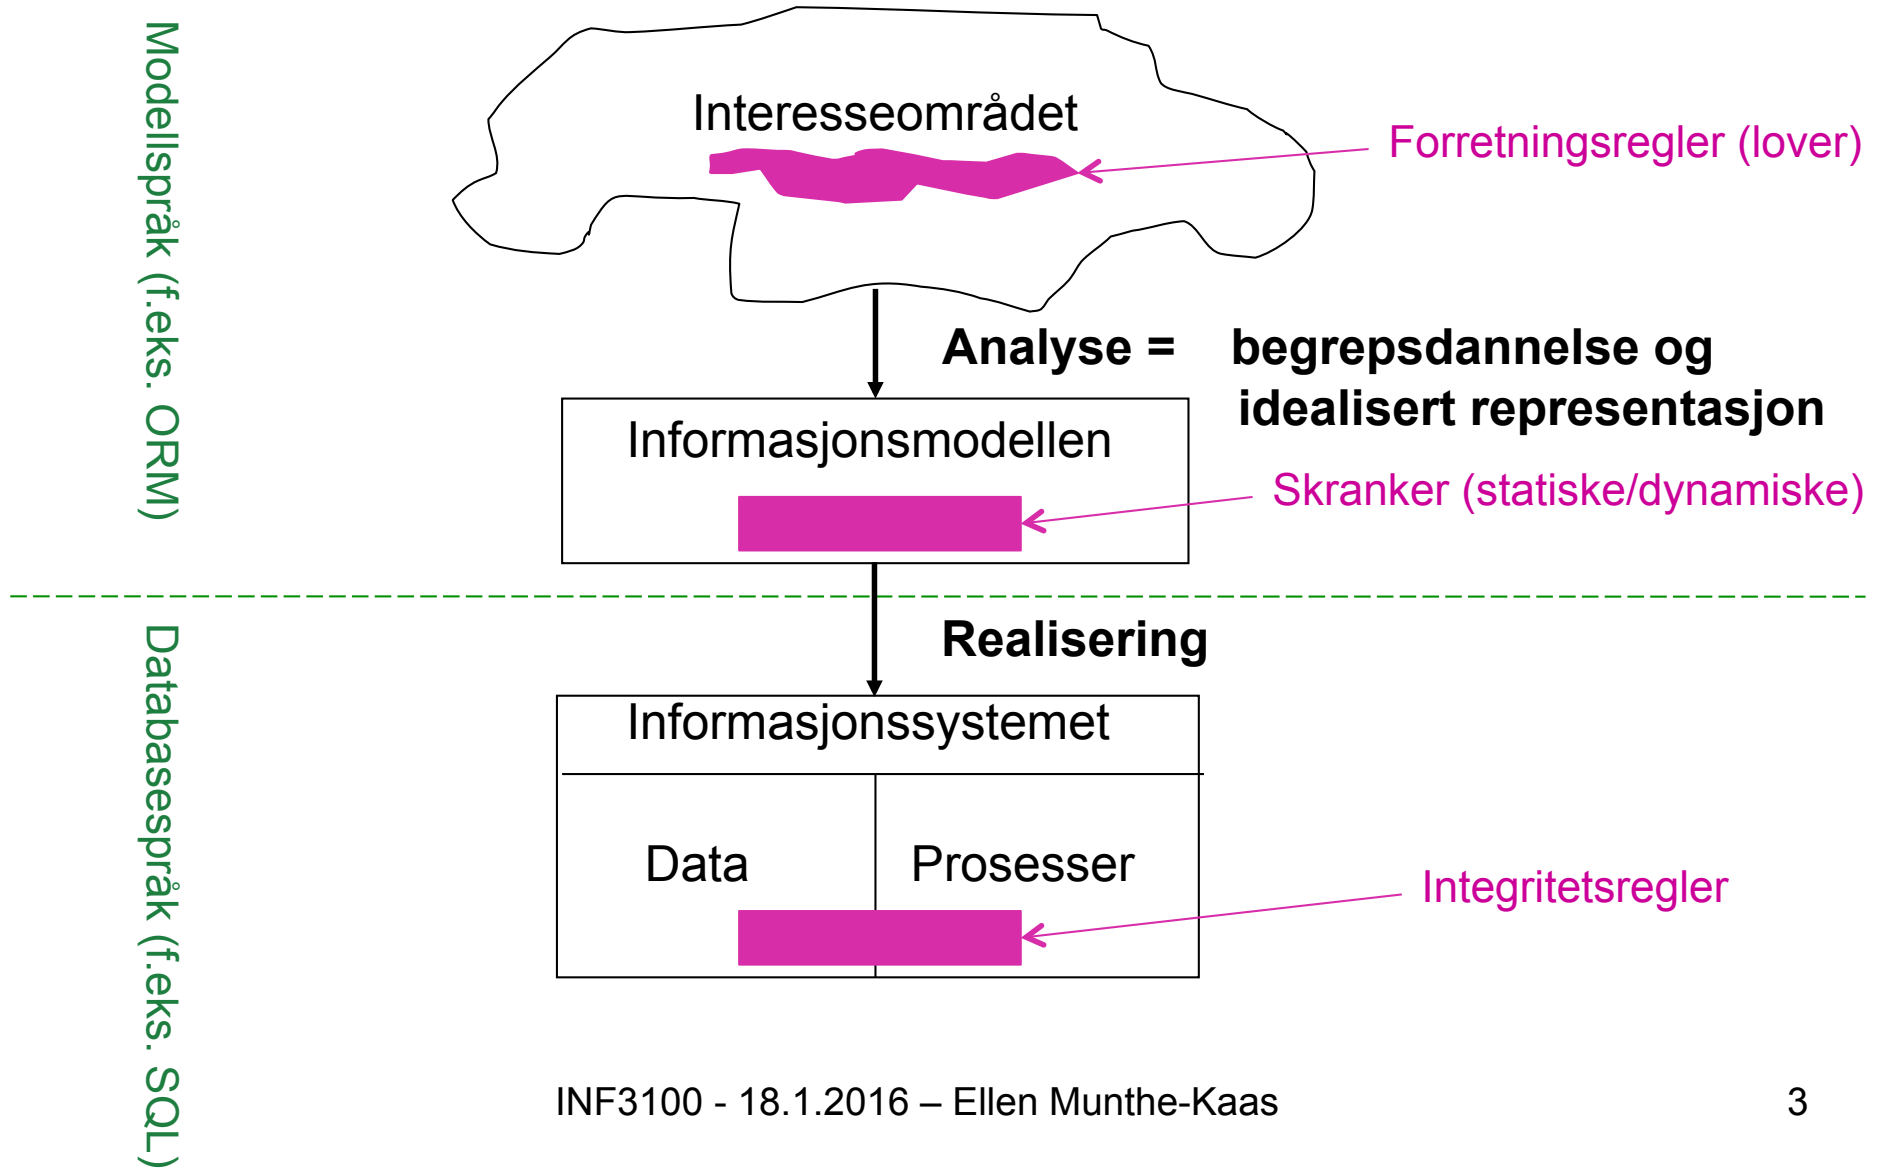 Modellspråk (f.eks. ORM)
Interesseområdet
Forretningsregler (lover)
Analyse = begrepsdannelse og
idealisert representasjon
Informasjonsmodellen
Skranker (statiske/dynamiske)
Realisering
Databasespråk (f.eks. SQL)
Informasjonssystemet
Data
Prosesser
Integritetsregler
INF3100 - 18.1.2016 – Ellen Munthe-Kaas
3